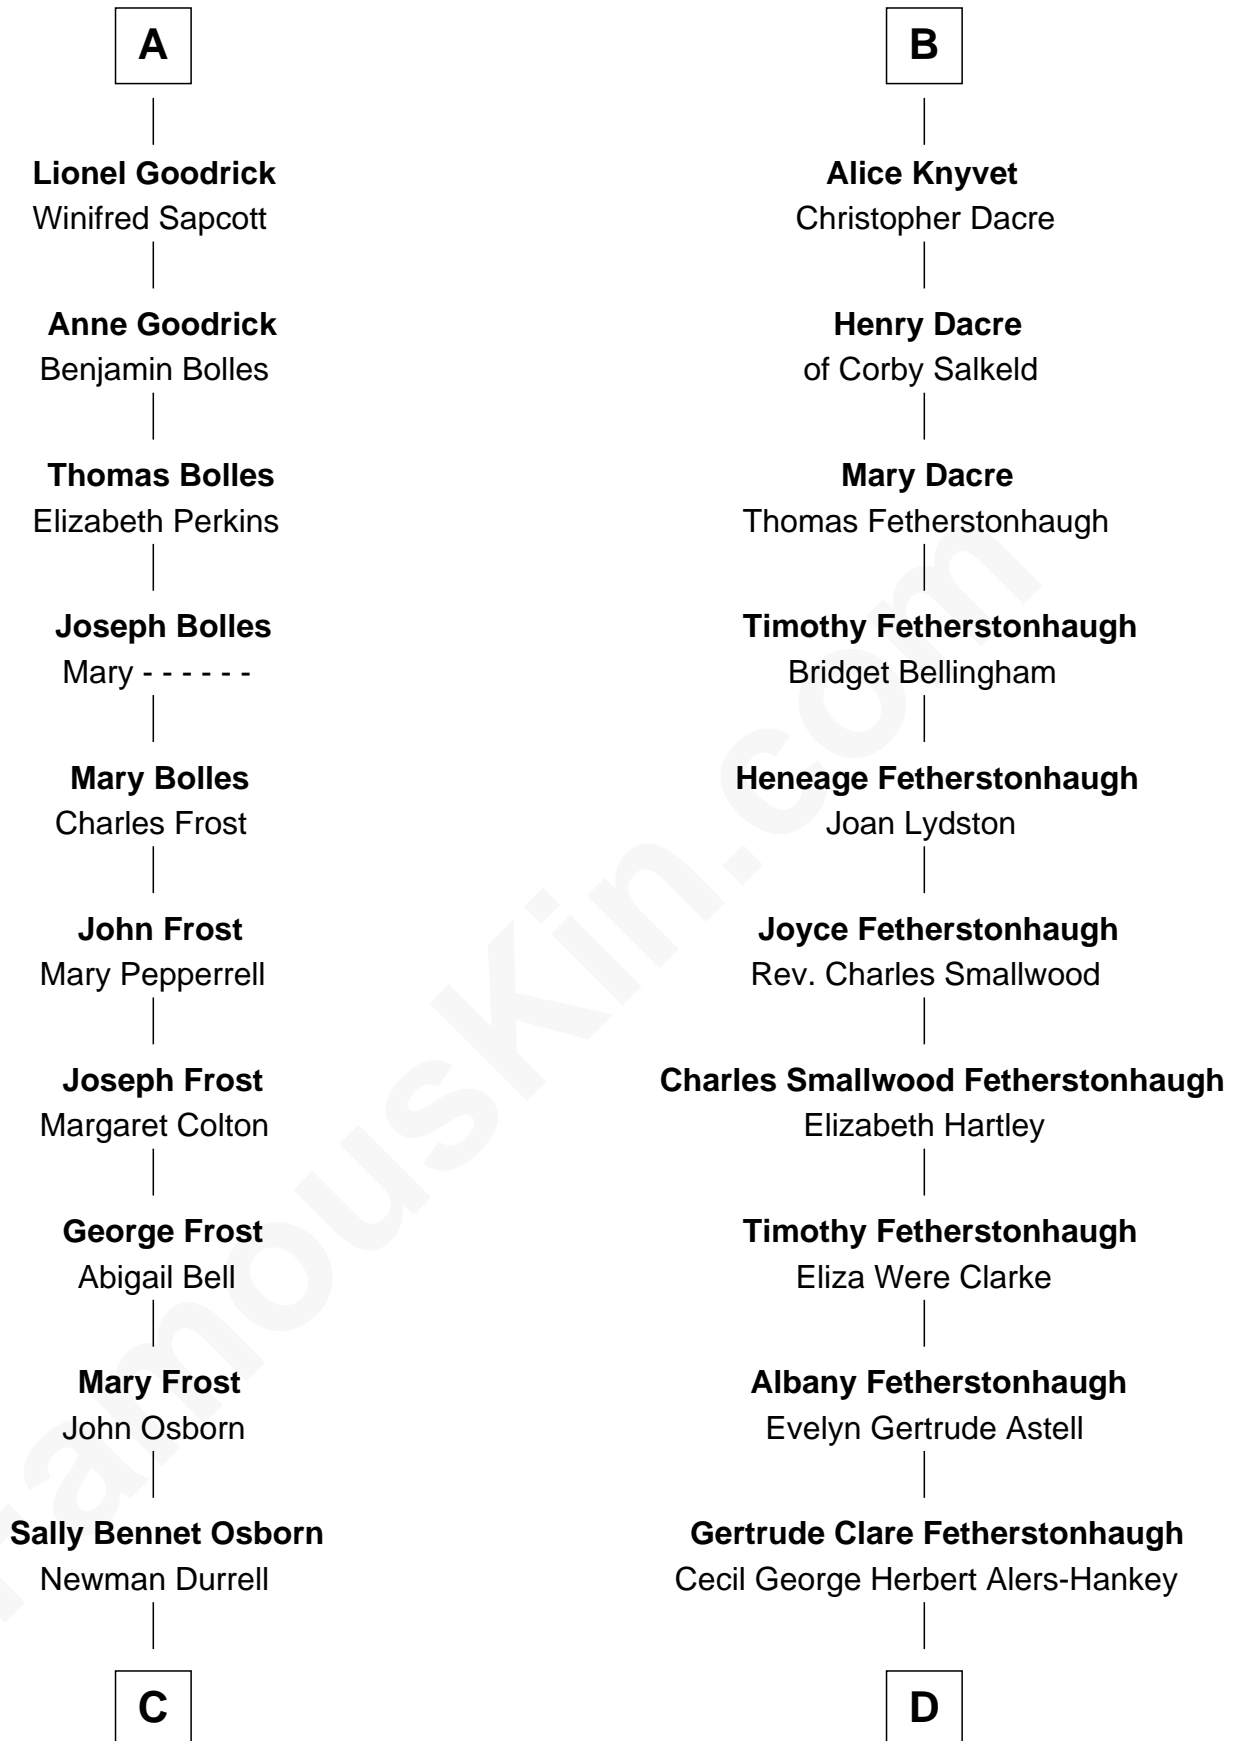 A
Lionel Goodrick
Winifred Sapcott
Anne Goodrick
Benjamin Bolles
Thomas Bolles
Elizabeth Perkins
Joseph Bolles
Mary - - - - - -
Mary Bolles
Charles Frost
John Frost
Mary Pepperrell
Joseph Frost
Margaret Colton
George Frost
Abigail Bell
Mary Frost
John Osborn
Sally Bennet Osborn
Newman Durrell
C
B
Alice Knyvet
Christopher Dacre
Henry Dacre
of Corby Salkeld
Mary Dacre
Thomas Fetherstonhaugh
Timothy Fetherstonhaugh
Bridget Bellingham
Heneage Fetherstonhaugh
Joan Lydston
Joyce Fetherstonhaugh
Rev. Charles Smallwood
Charles Smallwood Fetherstonhaugh
Elizabeth Hartley
Timothy Fetherstonhaugh
Eliza Were Clarke
Albany Fetherstonhaugh
Evelyn Gertrude Astell
Gertrude Clare Fetherstonhaugh
Cecil George Herbert Alers-Hankey
D
FamousKin.com